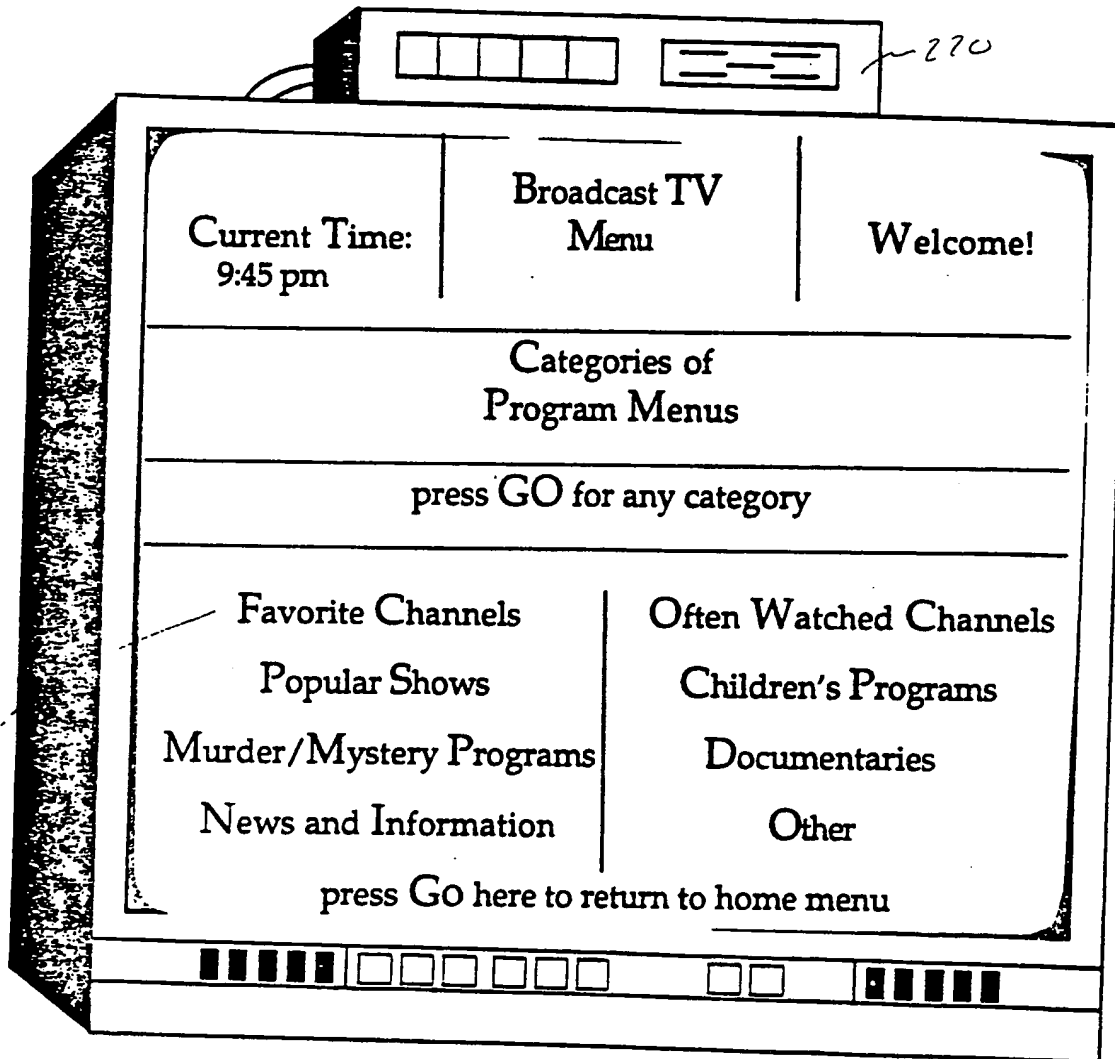 220
Broadcast TV
Menu
Current Time:
9:45 pm
Welcome!
Categories of
Program Menus
press GO for any category
Favorite Channels
Often Watched Channels
Popular Shows
Children's Programs
Murder/Mystery Programs
Documentaries
News and Information
Other
press Go here to return to home menu